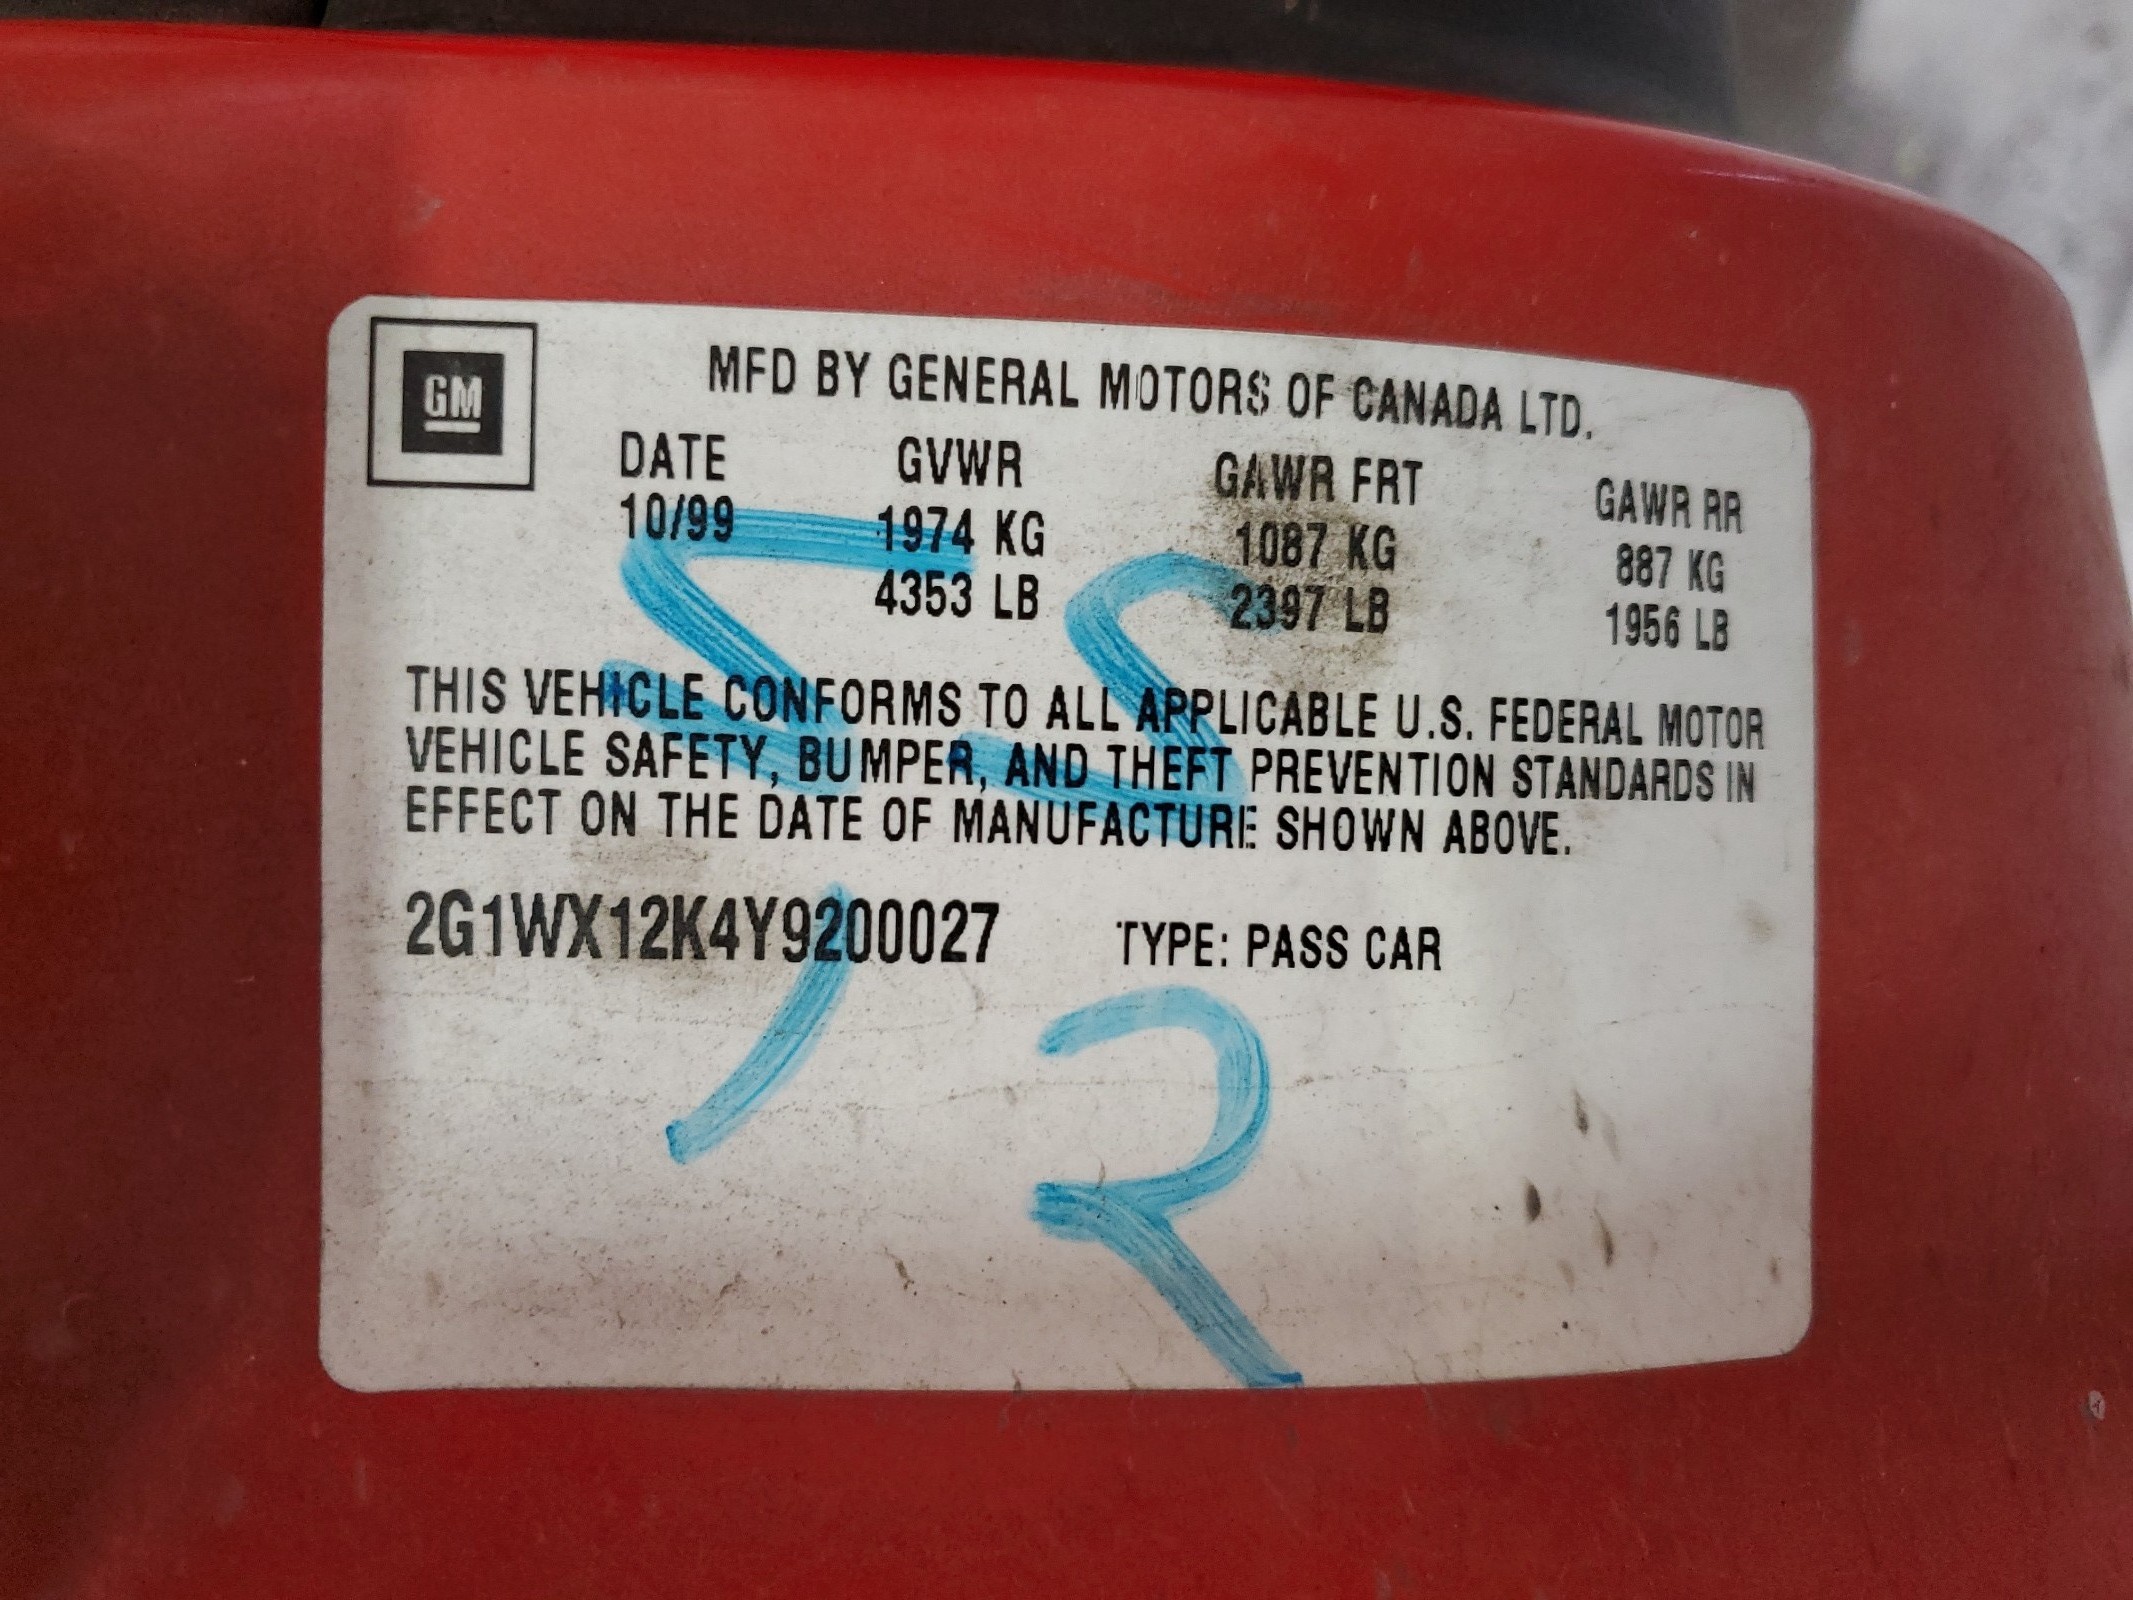 GM
MFD BY GENERAL MOTORS OF CANADA LTD.
DATE GVWR GAWR FRT GAWR RR
10/99 1974 KG 1087 KG 887 KG
4353 LB 2397 LB 1956 LB
THIS VEHICLE CONFORMS TO ALL APPLICABLE U.S. FEDERAL MOTOR
VEHICLE SAFETY, BUMPER, AND THEFT PREVENTION STANDARDS IN
EFFECT ON THE DATE OF MANUFACTURE SHOWN ABOVE.
2G1WX12K4Y9200027 TYPE: PASS CAR